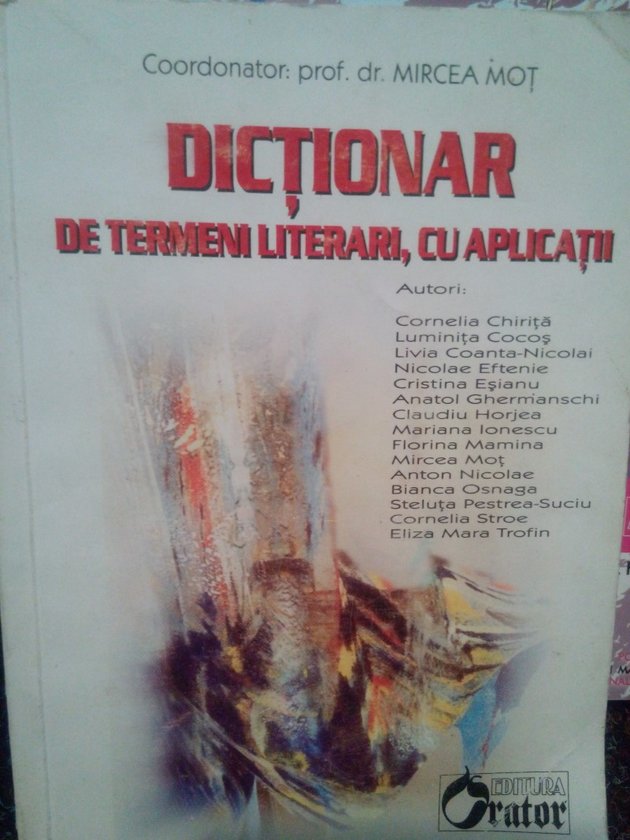 Coordonator: prof. dr. MIRCEA MOȚ
DICȚIONAR
DE TERMENI LITERARI, CU APLICAȚII
Autori:
Cornelia Chiriță
Luminița Cocoş
Livia Coanta-Nicolai
Nicolae Eftenie
Cristina Eşianu
Anatol Ghermanschi
Claudiu Horjea
Mariana Ionescu
Florina Mamina
Mircea Moț
Anton Nicolae
Bianca Osnaga
Steluța Pestrea-Suciu
Cornelia Stroe
Eliza Mara Trofin
EDITURA
Orator